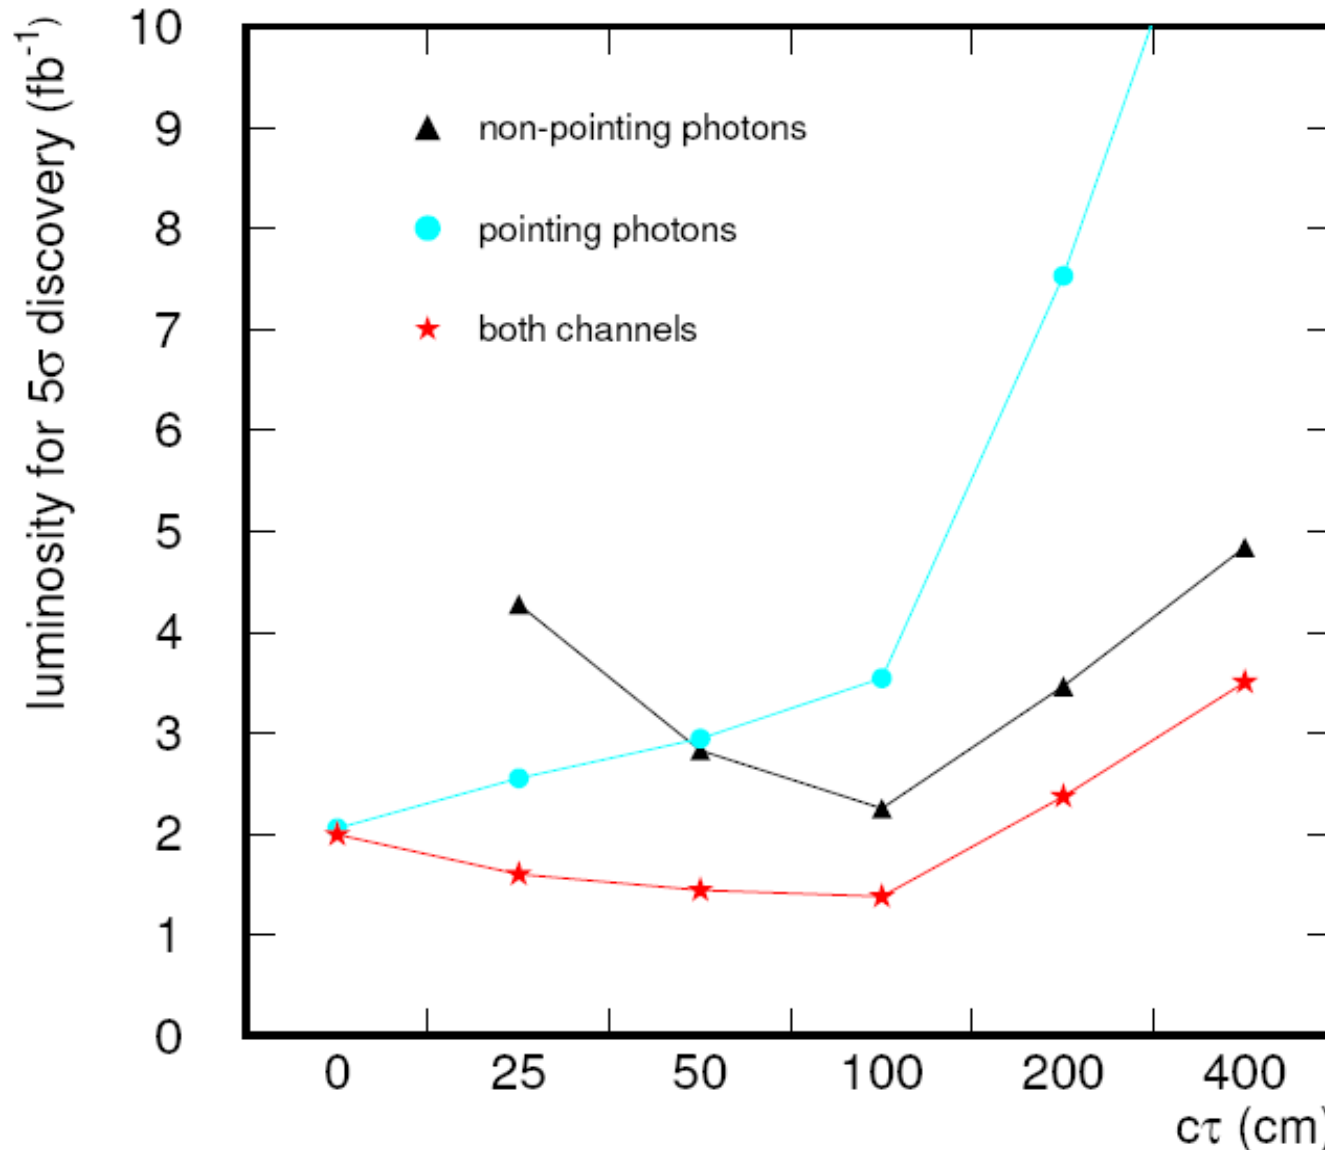 luminosity for 5σ discovery (fb⁻¹)
10
9
8
7
6
5
4
3
2
1
0
non-pointing photons
pointing photons
both channels
0 25 50 100 200 400
cτ (cm)